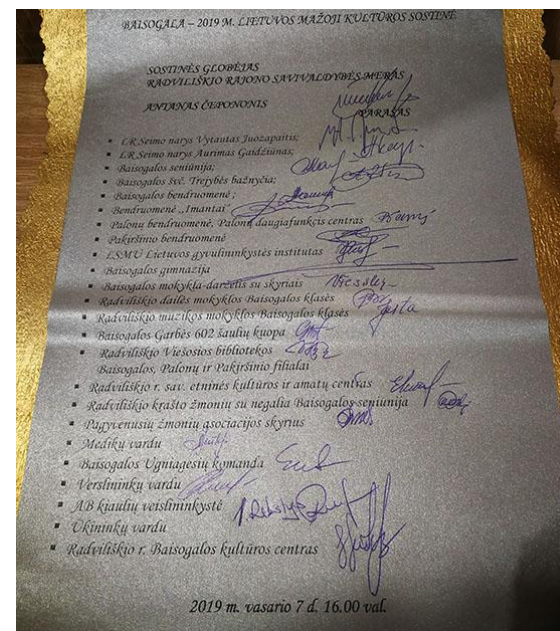 BAISOGALA – 2019 M. LIETUVOS MAŽOJI KULTŪROS SOSTINĖ
SOSTINĖS GLOBĖJAS
RADVILIŠKIO RAJONO SAVIVALDYBĖS MERAS
ANTANAS ČEPONONIS PARAŠAS
LR Seimo narys Vytautas Juozapaitis;
LR Seimo narys Aurimas Gaidžiūnas;
Baisogalos seniūnija;
Baisogalos švč. Trejybės bažnyčia;
Baisogalos bendruomenė ;
Bendruomenė „Imantai"
Palonų bendruomenė, Palonų daugiafunkcis centras
Pakiršinio bendruomenė
LSMU Lietuvos gyvulininkystės institutas
Baisogalos gimnazija
Baisogalos mokykla-darželis su skyriais
Radviliškio dailės mokyklos Baisogalos klasės
Radviliškio muzikos mokyklos Baisogalos klasės
Baisogalos Garbės 602 šaulių kuopa
Radviliškio Viešosios bibliotekos
Baisogalos, Palonų ir Pakiršinio filialai
Radviliškio r. sav. etninės kultūros ir amatų centras
Radviliškio krašto žmonių su negalia Baisogalos seniunija
Pagyvenusių žmonių asociacijos skyrius
Medikų vardu
Baisogalos Ugniagesių komanda
Verslininkų vardu
AB kiaulių veislininkystė
Ūkininkų vardu
Radviliškio r. Baisogalos kultūros centras
2019 m. vasario 7 d. 16.00 val.